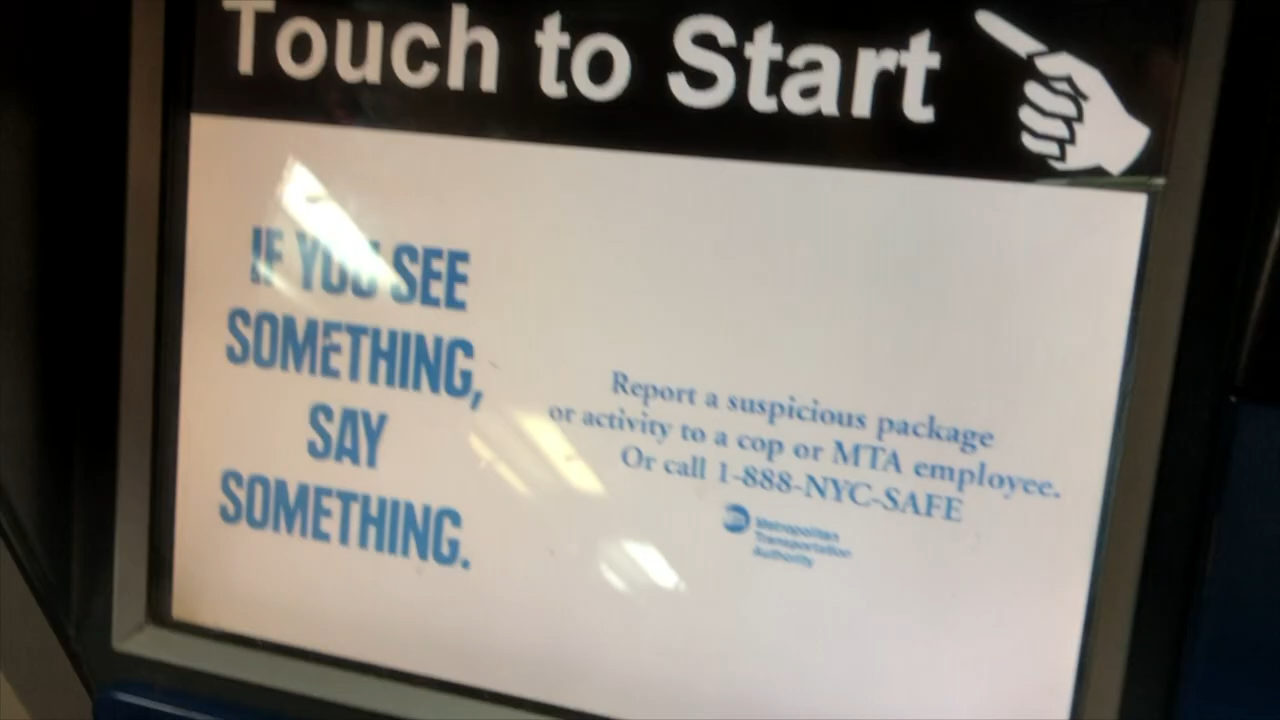 Touch to Start
IF YOU SEE
SOMETHING,
SAY
SOMETHING.
Report a suspicious package
or activity to a cop or MTA employee.
Or call 1-888-NYC-SAFE
Metropolitan
Transportation
Authority